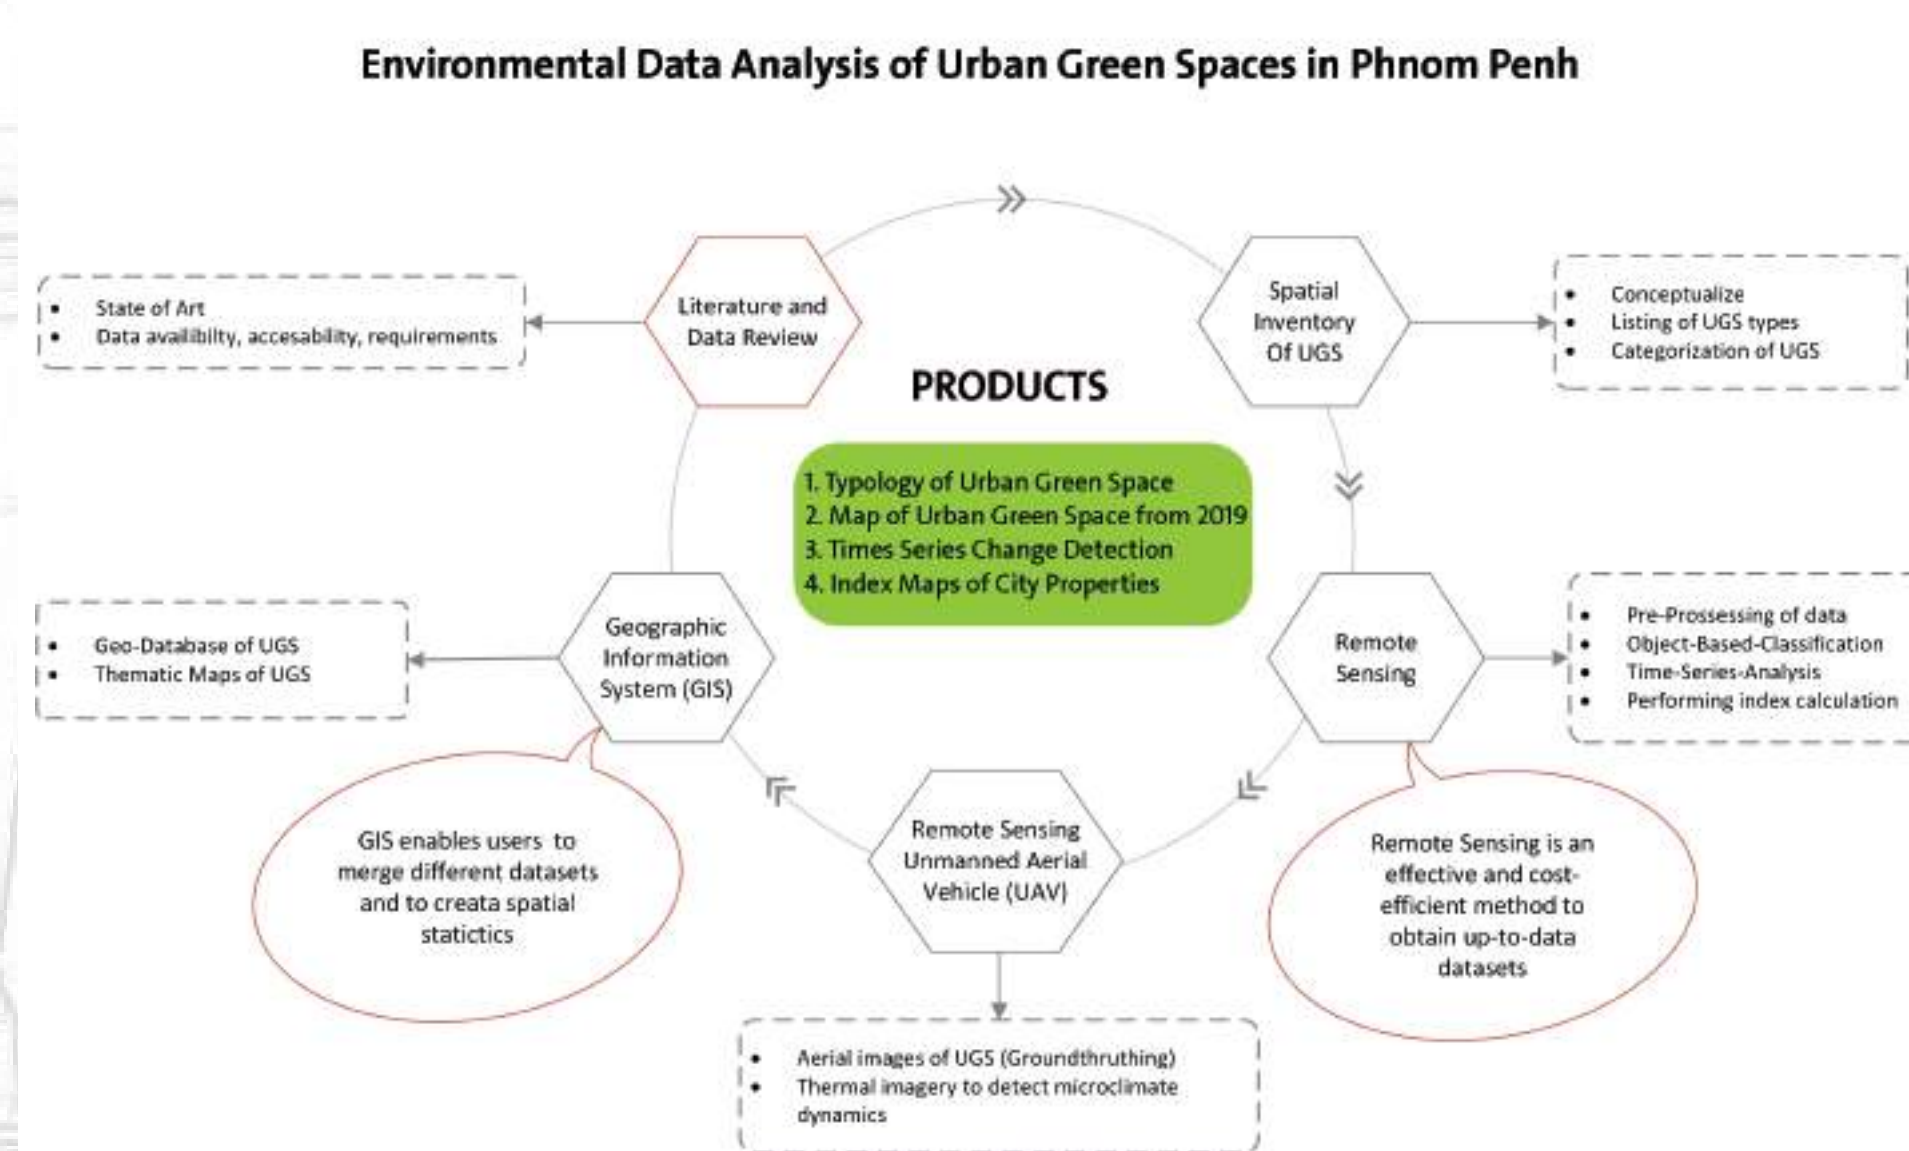 Environmental Data Analysis of Urban Green Spaces in Phnom Penh
Literature and
Data Review
• State of Art
• Data availibilty, accesability, requirements
Spatial
Inventory
Of UGS
• Conceptualize
• Listing of UGS types
• Categorization of UGS
PRODUCTS
1. Typology of Urban Green Space
2. Map of Urban Green Space from 2019
3. Times Series Change Detection
4. Index Maps of City Properties
Geographic
Information
System (GIS)
• Geo-Database of UGS
• Thematic Maps of UGS
Remote
Sensing
• Pre-Prossessing of data
• Object-Based-Classification
• Time-Series-Analysis
• Performing index calculation
GIS enables users to
merge different datasets
and to creata spatial
statictics
Remote Sensing
Unmanned Aerial
Vehicle (UAV)
Remote Sensing is an
effective and cost-
efficient method to
obtain up-to-data
datasets
• Aerial images of UGS (Groundthruthing)
• Thermal imagery to detect microclimate
dynamics